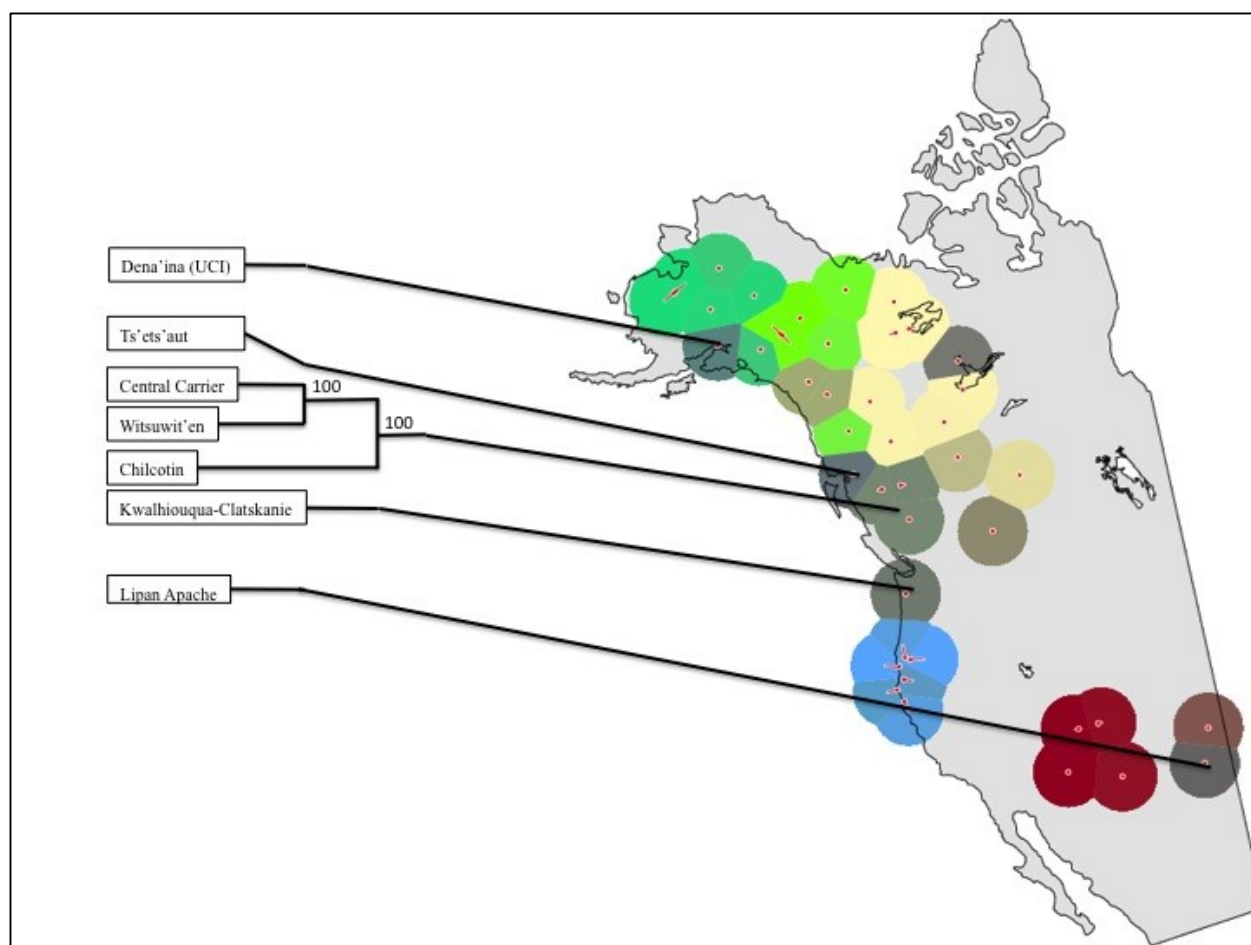 Dena’ina (UCI)
Ts’ets’aut
Central Carrier
100
Witsuwit’en
100
Chilcotin
Kwalhiouqua-Clatskanie
Lipan Apache